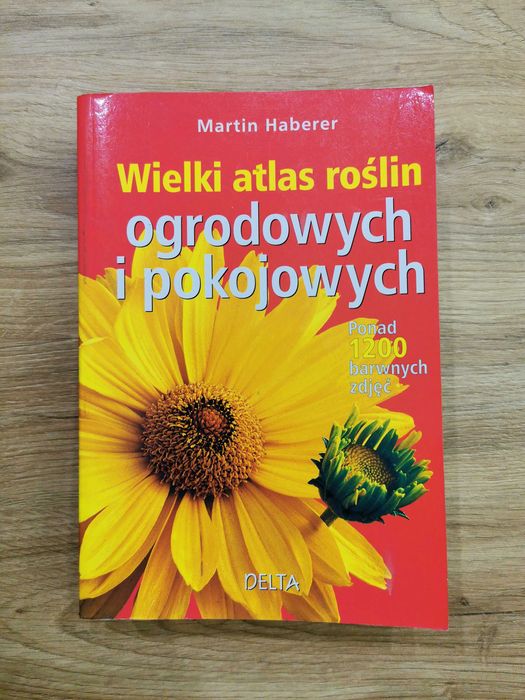 Martin Haberer
Wielki atlas roślin
ogrodowych
i pokojowych
Ponad
1200
barwnych
zdjęć
DELTA